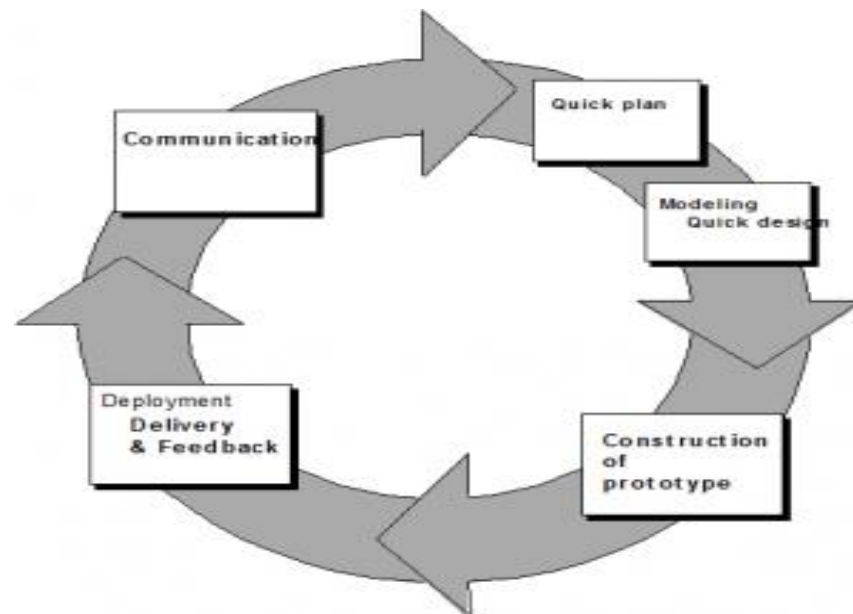 Communication
Quick plan
Modeling
Quick design
Construction
of
prototype
Deployment
Delivery
& Feedback